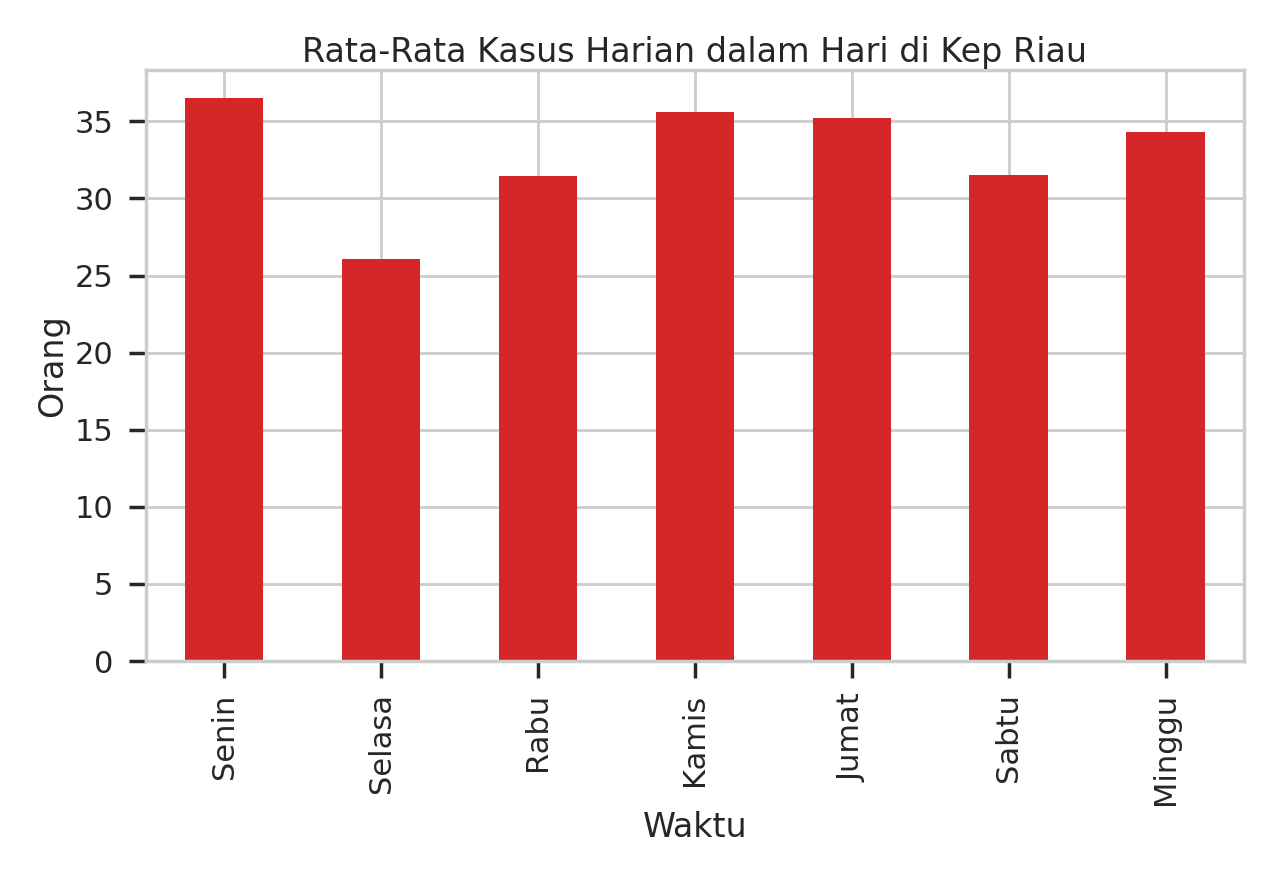 Rata-Rata Kasus Harian dalam Hari di Kep Riau
Orang
35
30
25
20
15
10
5
0
Senin
Selasa
Rabu
Kamis
Jumat
Sabtu
Minggu
Waktu